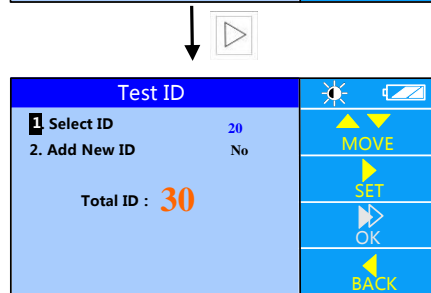 Test ID
1. Select ID 20
2. Add New ID No
Total ID : 30
MOVE
SET
OK
BACK